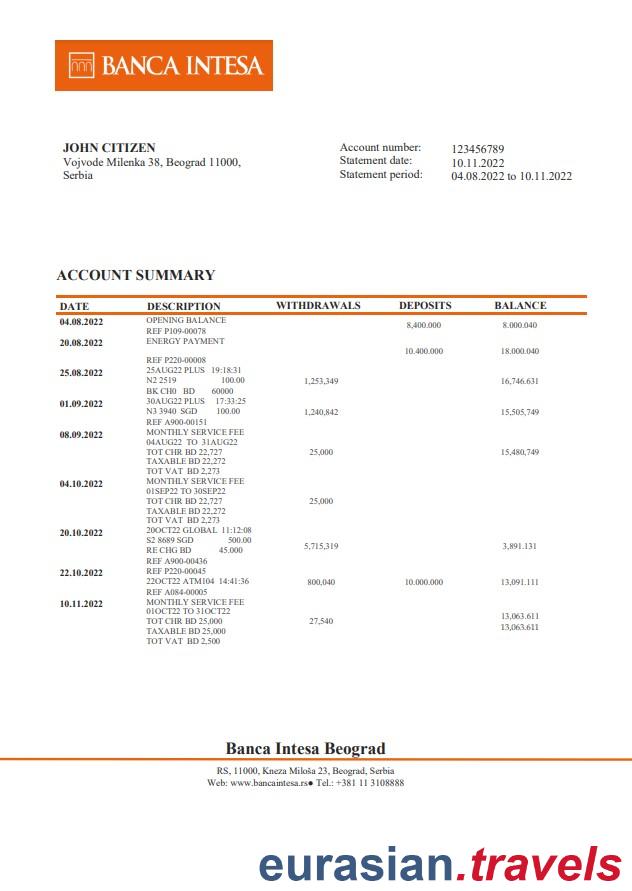 BANCA INTESA
JOHN CITIZEN
Vojvode Milenka 38, Beograd 11000,
Serbia
Account number: 123456789
Statement date: 10.11.2022
Statement period: 04.08.2022 to 10.11.2022
ACCOUNT SUMMARY
DATE DESCRIPTION WITHDRAWALS DEPOSITS BALANCE
04.08.2022 OPENING BALANCE
8,400.000 8.000.040
REF P109-00078
20.08.2022 ENERGY PAYMENT
10.400.000 18.000.040
REF P220-00008
25.08.2022 25AUG22 PLUS 19:18:31
N2 2519 100.00 1,253,349 16,746.631
BK CH0 BD 60000
01.09.2022 30AUG22 PLUS 17:33:25
N3 3940 SGD 100.00 1,240,842 15,505,749
REF A900-00151
08.09.2022 MONTHLY SERVICE FEE
04AUG22 TO 31AUG22
TOT CHR BD 22,727 25,000 15,480,749
TAXABLE BD 22,272
TOT VAT BD 2,273
04.10.2022 MONTHLY SERVICE FEE
01SEP22 TO 30SEP22
TOT CHR BD 22,727 25,000
TAXABLE BD 22,272
TOT VAT BD 2,273
20.10.2022 20OCT22 GLOBAL 11:12:08
S2 8689 SGD 500.00
RE CHG BD 45.000 5,715,319 3,891.131
REF A900-00436
22.10.2022 REF P220-00045
22OCT22 ATM104 14:41:36 800,040 10.000.000 13,091.111
REF A084-00005
10.11.2022 MONTHLY SERVICE FEE
01OCT22 TO 31OCT22
13,063.611
TOT CHR BD 25,000 27,540
TAXABLE BD 25,000 13,063.611
TOT VAT BD 2,500
Banca Intesa Beograd
RS, 11000, Kneza Miloša 23, Beograd, Serbia
Web: www.bancaintesa.rs● Tel.: +381 11 3108888
eurasian.travels